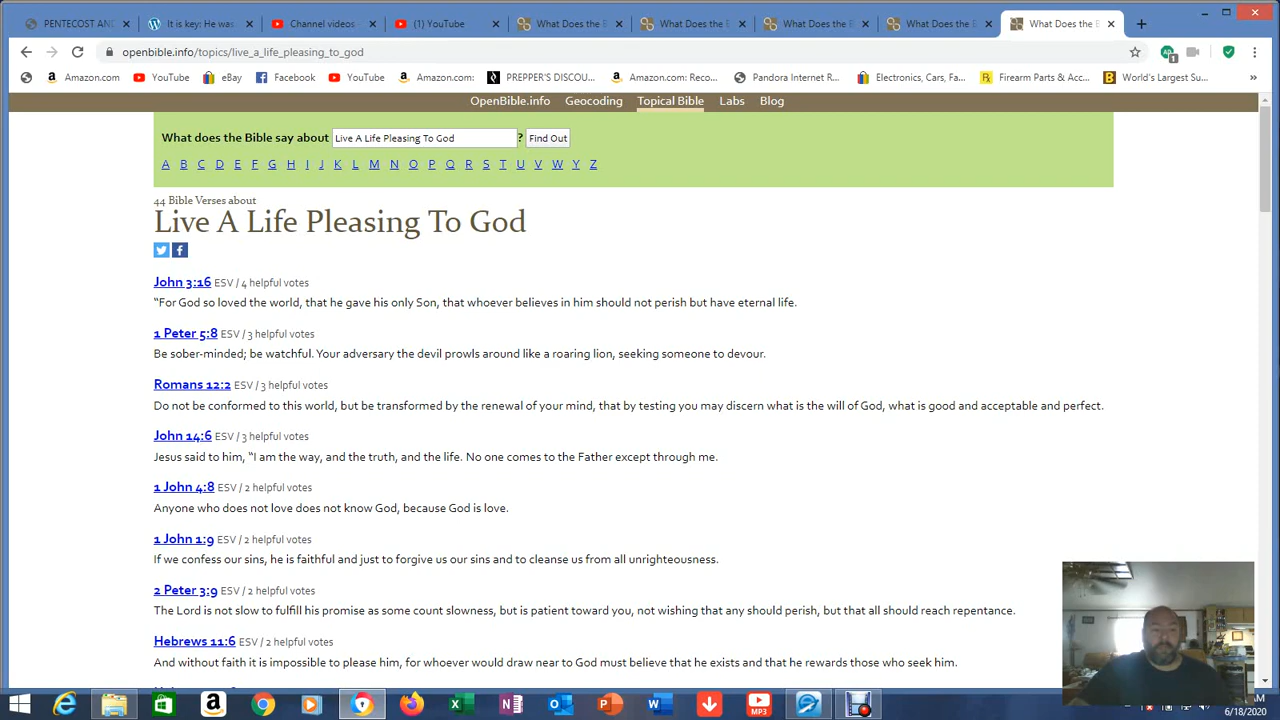 PENTECOST AND
It is key: He was
Channel videos -
(1) YouTube
What Does the B
What Does the B
What Does the B
What Does the B
What Does the B
openbible.info/topics/live_a_life_pleasing_to_god
Amazon.com
YouTube
eBay
Facebook
YouTube
Amazon.com:
PREPPER'S DISCOU...
Amazon.com: Reco...
Pandora Internet R...
Electronics, Cars, Fa...
Firearm Parts & Acc...
World's Largest Su...
»
OpenBible.info Geocoding Topical Bible Labs Blog
What does the Bible say about Live A Life Pleasing To God ? Find Out
A B C D E F G H I J K L M N O P Q R S T U V W Y Z
44 Bible Verses about
Live A Life Pleasing To God
John 3:16 ESV / 4 helpful votes
“For God so loved the world, that he gave his only Son, that whoever believes in him should not perish but have eternal life.
1 Peter 5:8 ESV / 3 helpful votes
Be sober-minded; be watchful. Your adversary the devil prowls around like a roaring lion, seeking someone to devour.
Romans 12:2 ESV / 3 helpful votes
Do not be conformed to this world, but be transformed by the renewal of your mind, that by testing you may discern what is the will of God, what is good and acceptable and perfect.
John 14:6 ESV / 3 helpful votes
Jesus said to him, “I am the way, and the truth, and the life. No one comes to the Father except through me.
1 John 4:8 ESV / 2 helpful votes
Anyone who does not love does not know God, because God is love.
1 John 1:9 ESV / 2 helpful votes
If we confess our sins, he is faithful and just to forgive us our sins and to cleanse us from all unrighteousness.
2 Peter 3:9 ESV / 2 helpful votes
The Lord is not slow to fulfill his promise as some count slowness, but is patient toward you, not wishing that any should perish, but that all should reach repentance.
Hebrews 11:6 ESV / 2 helpful votes
And without faith it is impossible to please him, for whoever would draw near to God must believe that he exists and that he rewards those who seek him.
MP3
6/18/2020